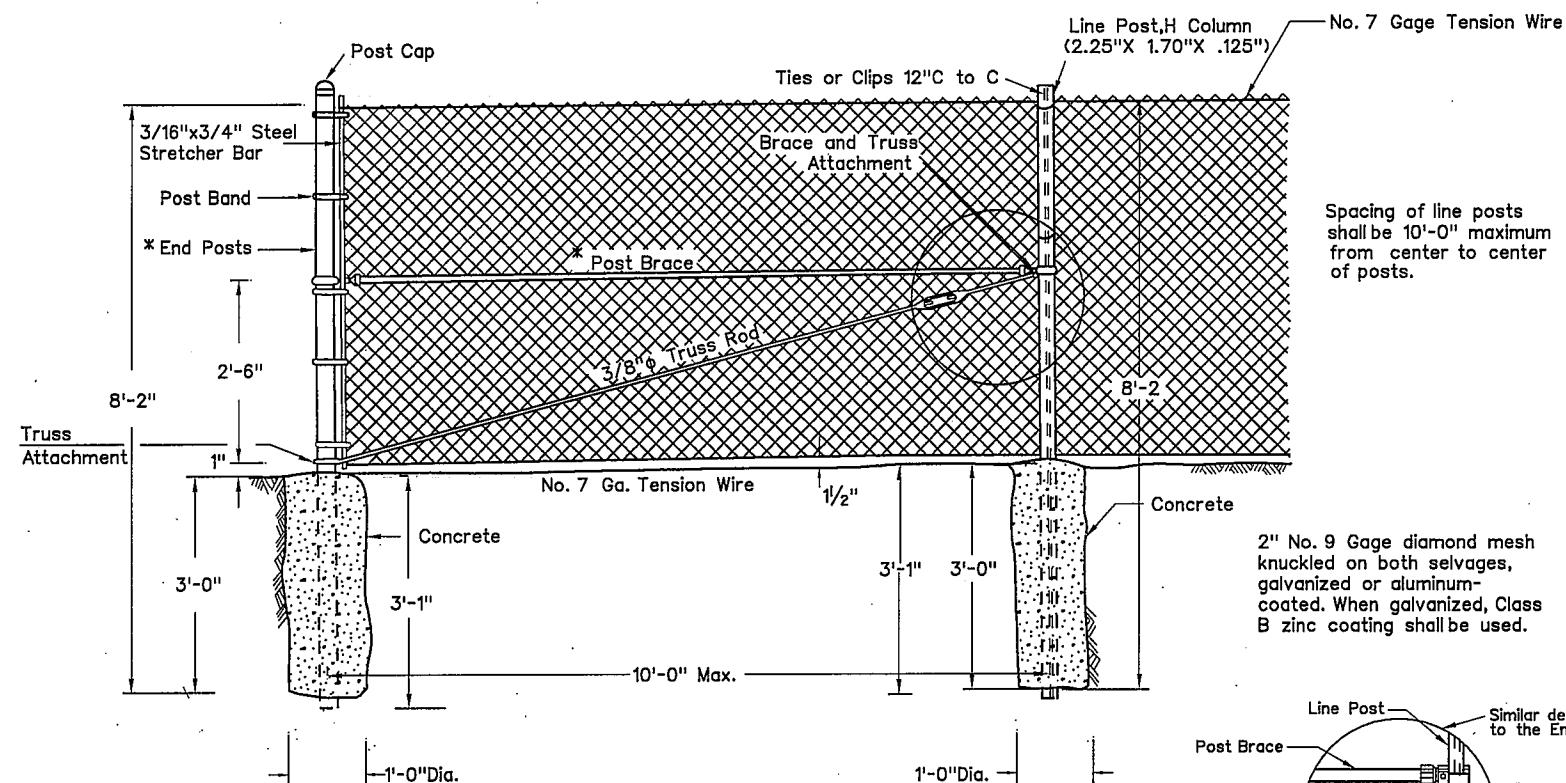 Post Cap
Line Post,H Column
(2.25"X 1.70"X .125")
No. 7 Gage Tension Wire
Ties or Clips 12"C to C
3/16"x3/4" Steel
Stretcher Bar
Brace and Truss
Attachment
Post Band
* End Posts
* Post Brace
Spacing of line posts
shall be 10'-0" maximum
from center to center
of posts.
3/8"ϕ Truss Rod
2'-6"
8'-2"
8'-2
Truss
Attachment
1"
No. 7 Ga. Tension Wire
1½"
Concrete
Concrete
3'-0"
3'-1"
3'-1"
3'-0"
2" No. 9 Gage diamond mesh
knuckled on both selvages,
galvanized or aluminum-
coated. When galvanized, Class
B zinc coating shall be used.
10'-0" Max.
Line Post
Similar de
to the En
Post Brace
1'-0"Dia.
1'-0"Dia.